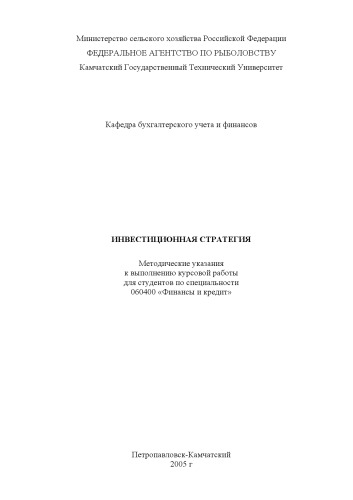 Министерство сельского хозяйства Российской Федерации
ФЕДЕРАЛЬНОЕ АГЕНТСТВО ПО РЫБОЛОВСТВУ
Камчатский Государственный Технический Университет
Кафедра бухгалтерского учета и финансов
ИНВЕСТИЦИОННАЯ СТРАТЕГИЯ
Методические указания
к выполнению курсовой работы
для студентов по специальности
060400 «Финансы и кредит»
Петропавловск-Камчатский
2005 г